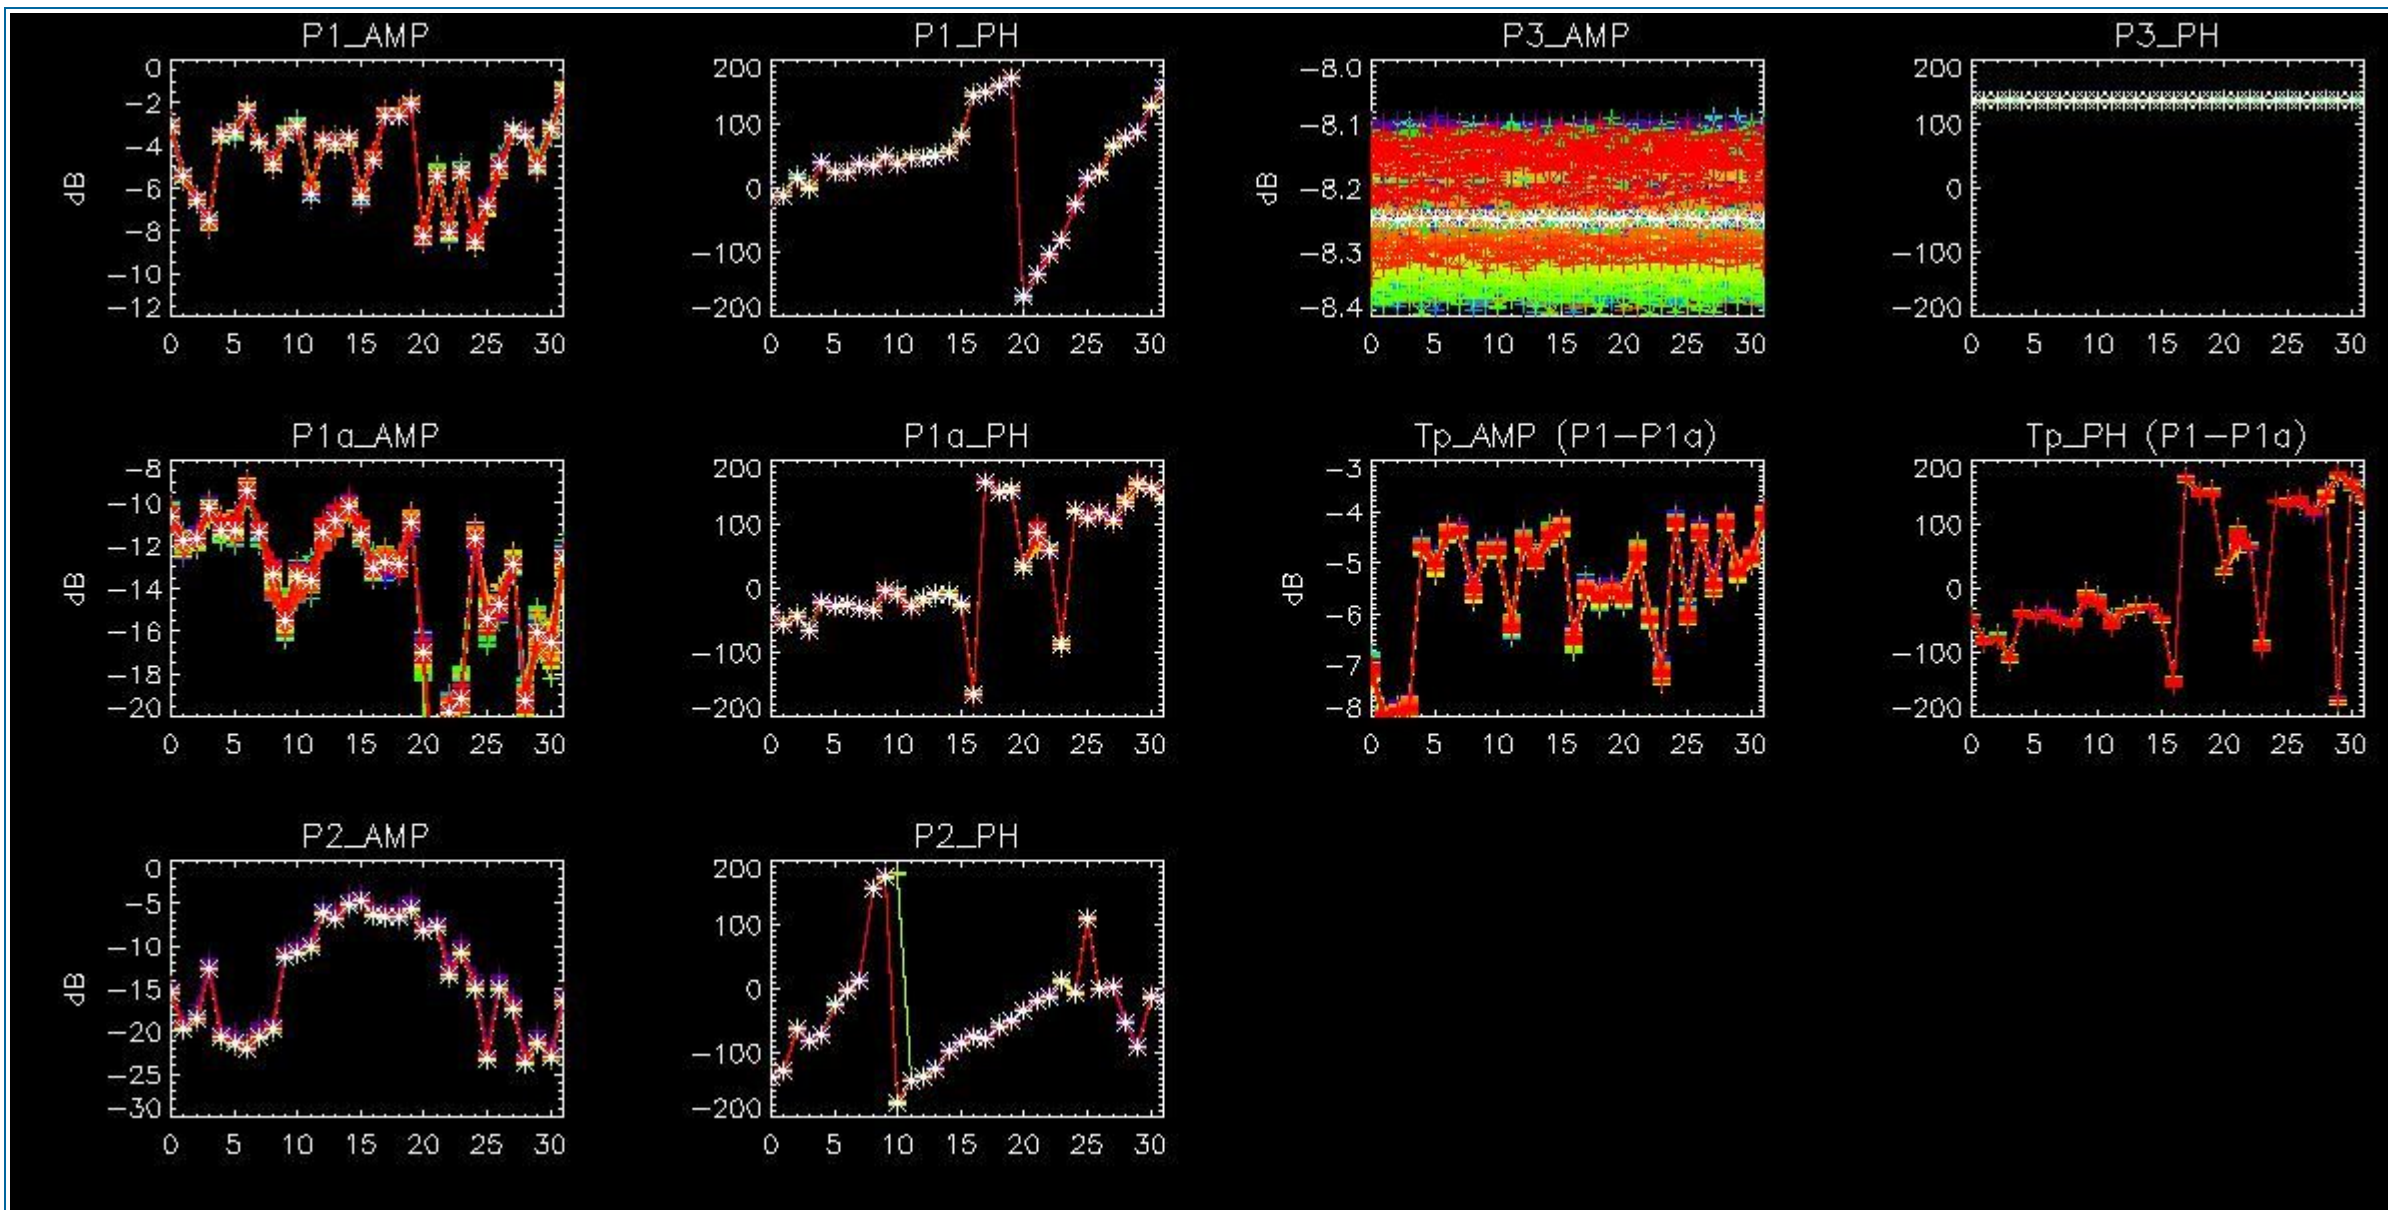 P1_AMP
P1_PH
P3_AMP
P3_PH
0
−2
−4
−6
−8
−10
−12
dB
0 5 10 15 20 25 30
200
100
0
−100
−200
0 5 10 15 20 25 30
−8.0
−8.1
−8.2
−8.3
−8.4
dB
0 5 10 15 20 25 30
200
100
0
−100
−200
0 5 10 15 20 25 30
P1a_AMP
P1a_PH
Tp_AMP (P1−P1a)
Tp_PH (P1−P1a)
−8
−10
−12
−14
−16
−18
−20
dB
0 5 10 15 20 25 30
200
100
0
−100
−200
0 5 10 15 20 25 30
−3
−4
−5
−6
−7
−8
dB
0 5 10 15 20 25 30
200
100
0
−100
−200
0 5 10 15 20 25 30
P2_AMP
P2_PH
0
−5
−10
−15
−20
−25
−30
dB
0 5 10 15 20 25 30
200
100
0
−100
−200
0 5 10 15 20 25 30